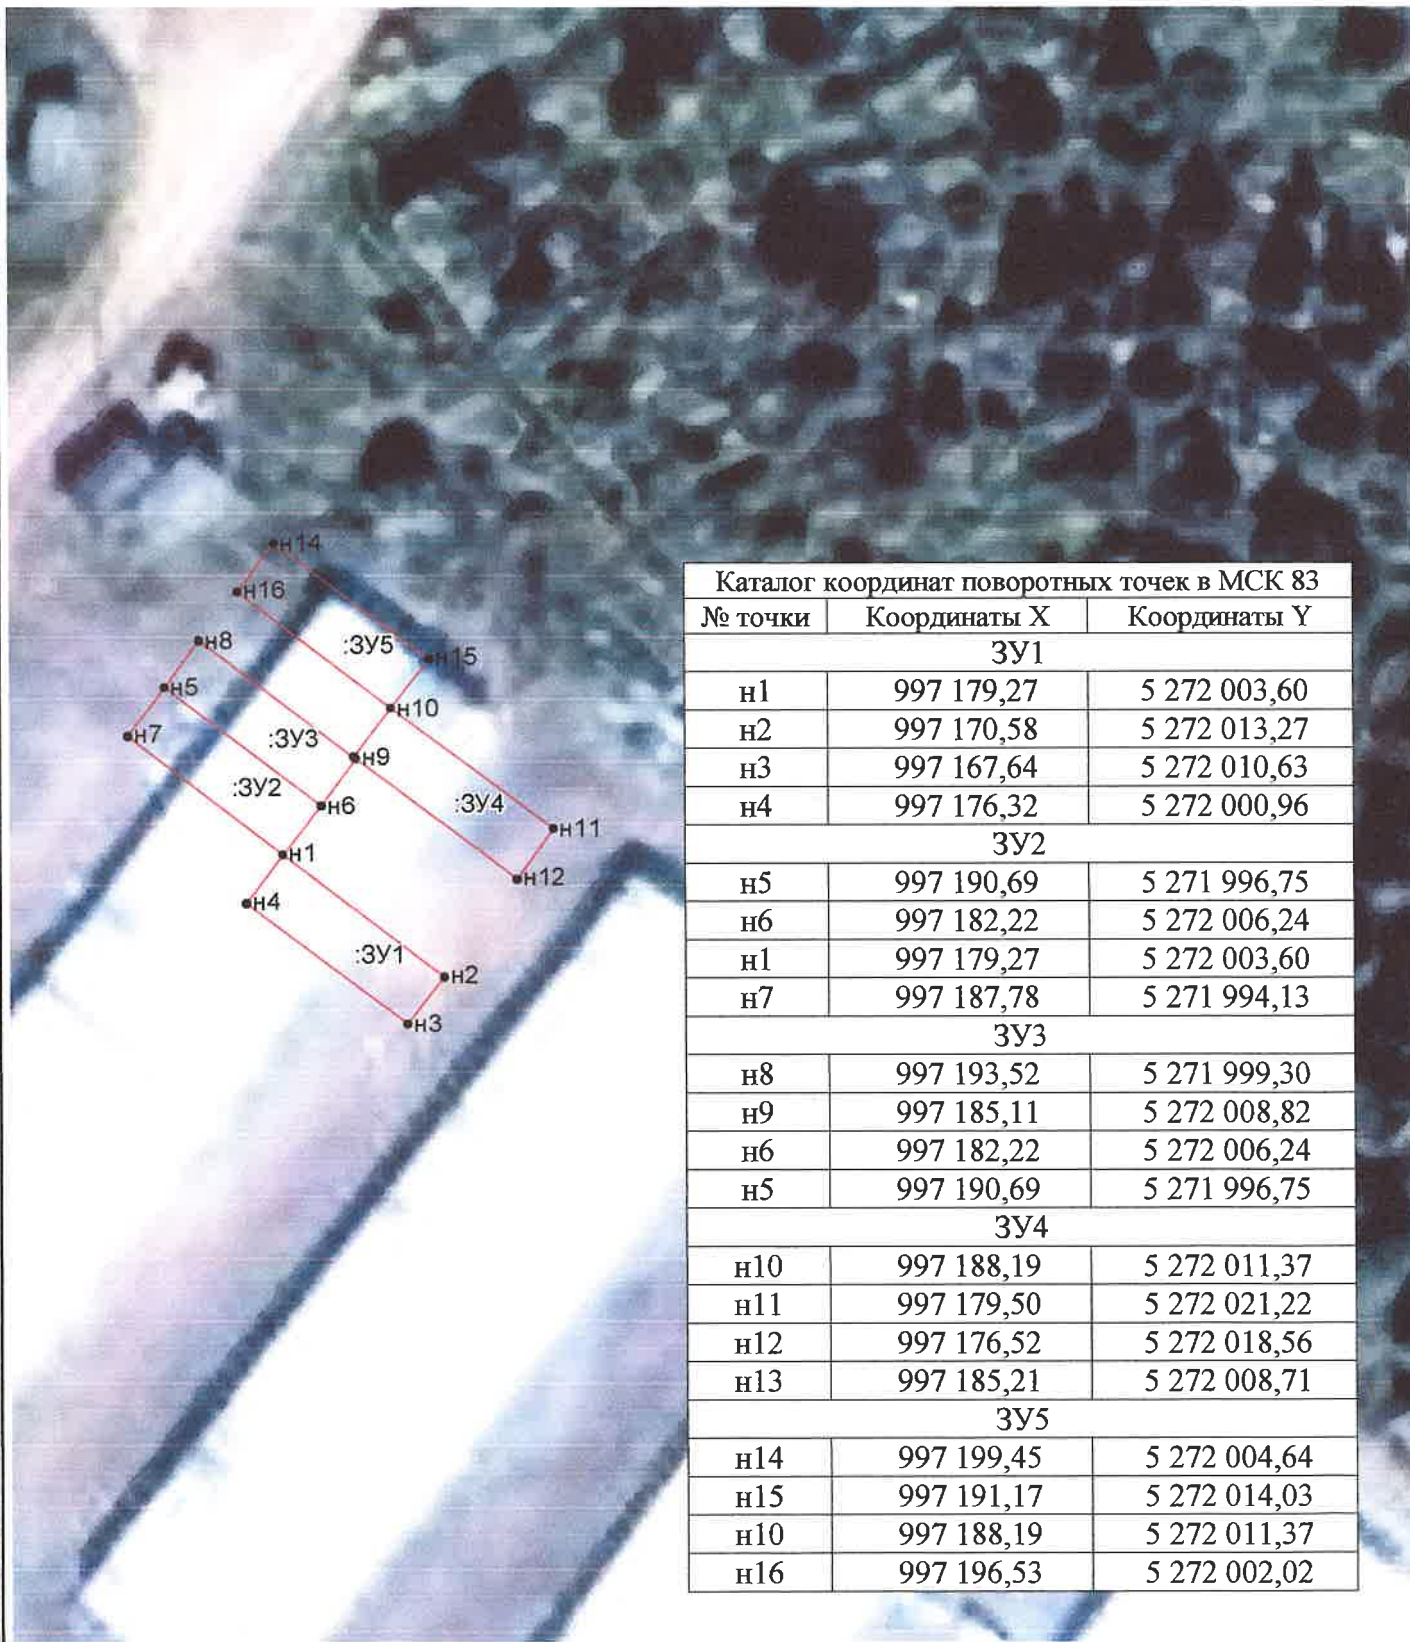 н14
н16
н8
:ЗУ5
н15
н5
н10
н7
:ЗУ3
н9
:ЗУ2
:ЗУ4
н6
н11
н1
н12
н4
:ЗУ1
н2
н3
Каталог координат поворотных точек в МСК 83
№ точки Координаты X Координаты Y
ЗУ1
н1 997 179,27 5 272 003,60
н2 997 170,58 5 272 013,27
н3 997 167,64 5 272 010,63
н4 997 176,32 5 272 000,96
ЗУ2
н5 997 190,69 5 271 996,75
н6 997 182,22 5 272 006,24
н1 997 179,27 5 272 003,60
н7 997 187,78 5 271 994,13
ЗУ3
н8 997 193,52 5 271 999,30
н9 997 185,11 5 272 008,82
н6 997 182,22 5 272 006,24
н5 997 190,69 5 271 996,75
ЗУ4
н10 997 188,19 5 272 011,37
н11 997 179,50 5 272 021,22
н12 997 176,52 5 272 018,56
н13 997 185,21 5 272 008,71
ЗУ5
н14 997 199,45 5 272 004,64
н15 997 191,17 5 272 014,03
н10 997 188,19 5 272 011,37
н16 997 196,53 5 272 002,02